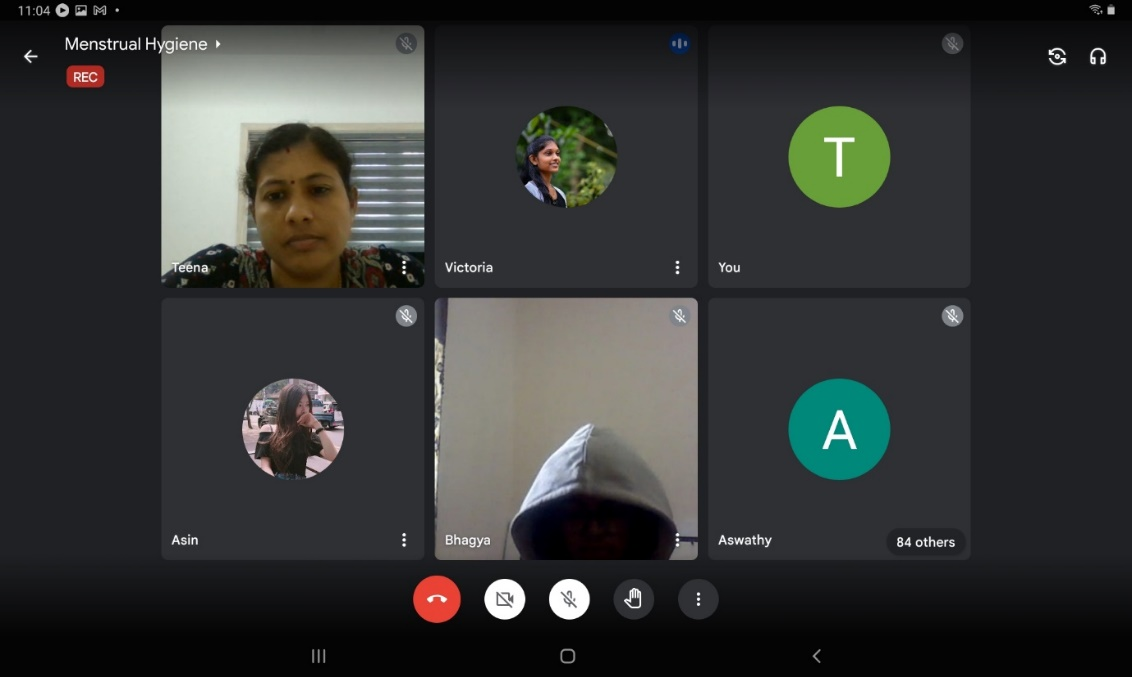 11:04
Menstrual Hygiene
REC
Teena
Victoria
T
You
Asin
Bhagya
A
Aswathy
84 others